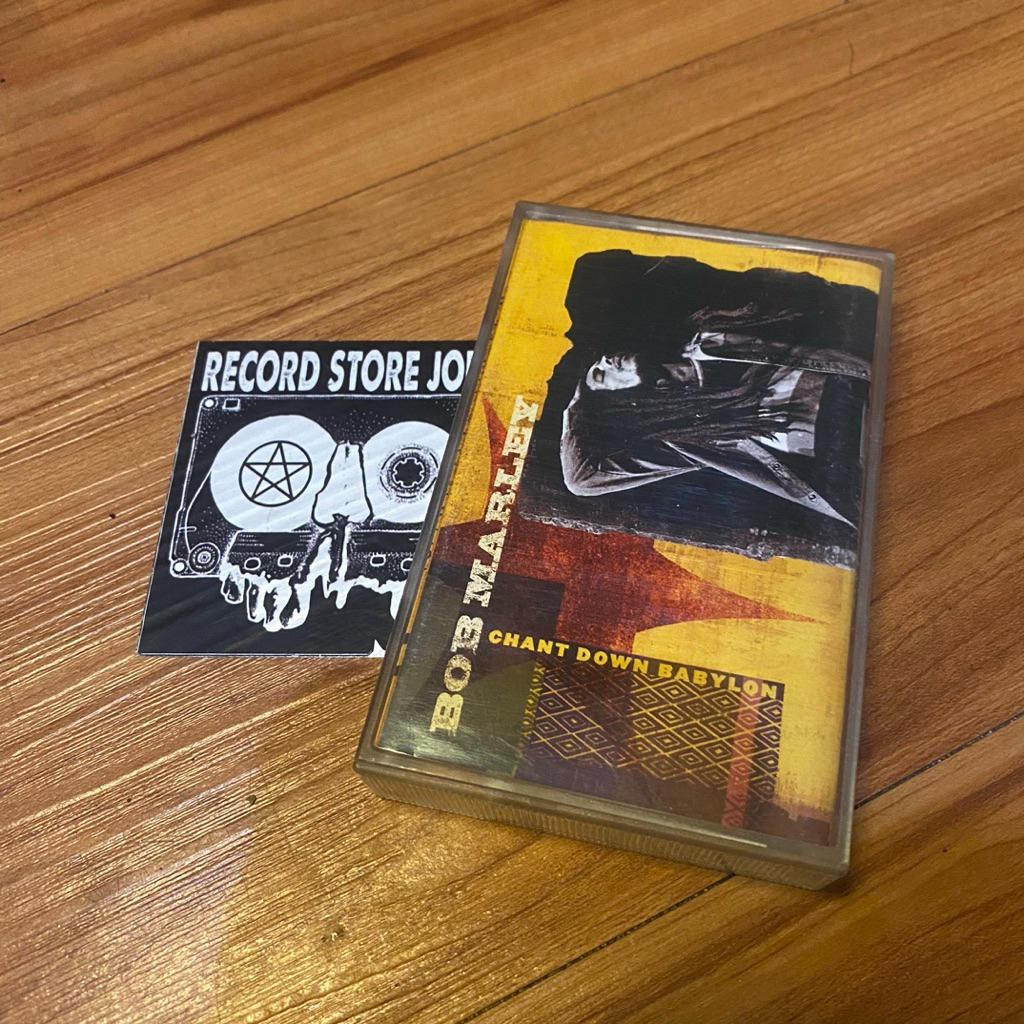 RECORD STORE JO
BOB MARLEY
CHANT DOWN BABYLON